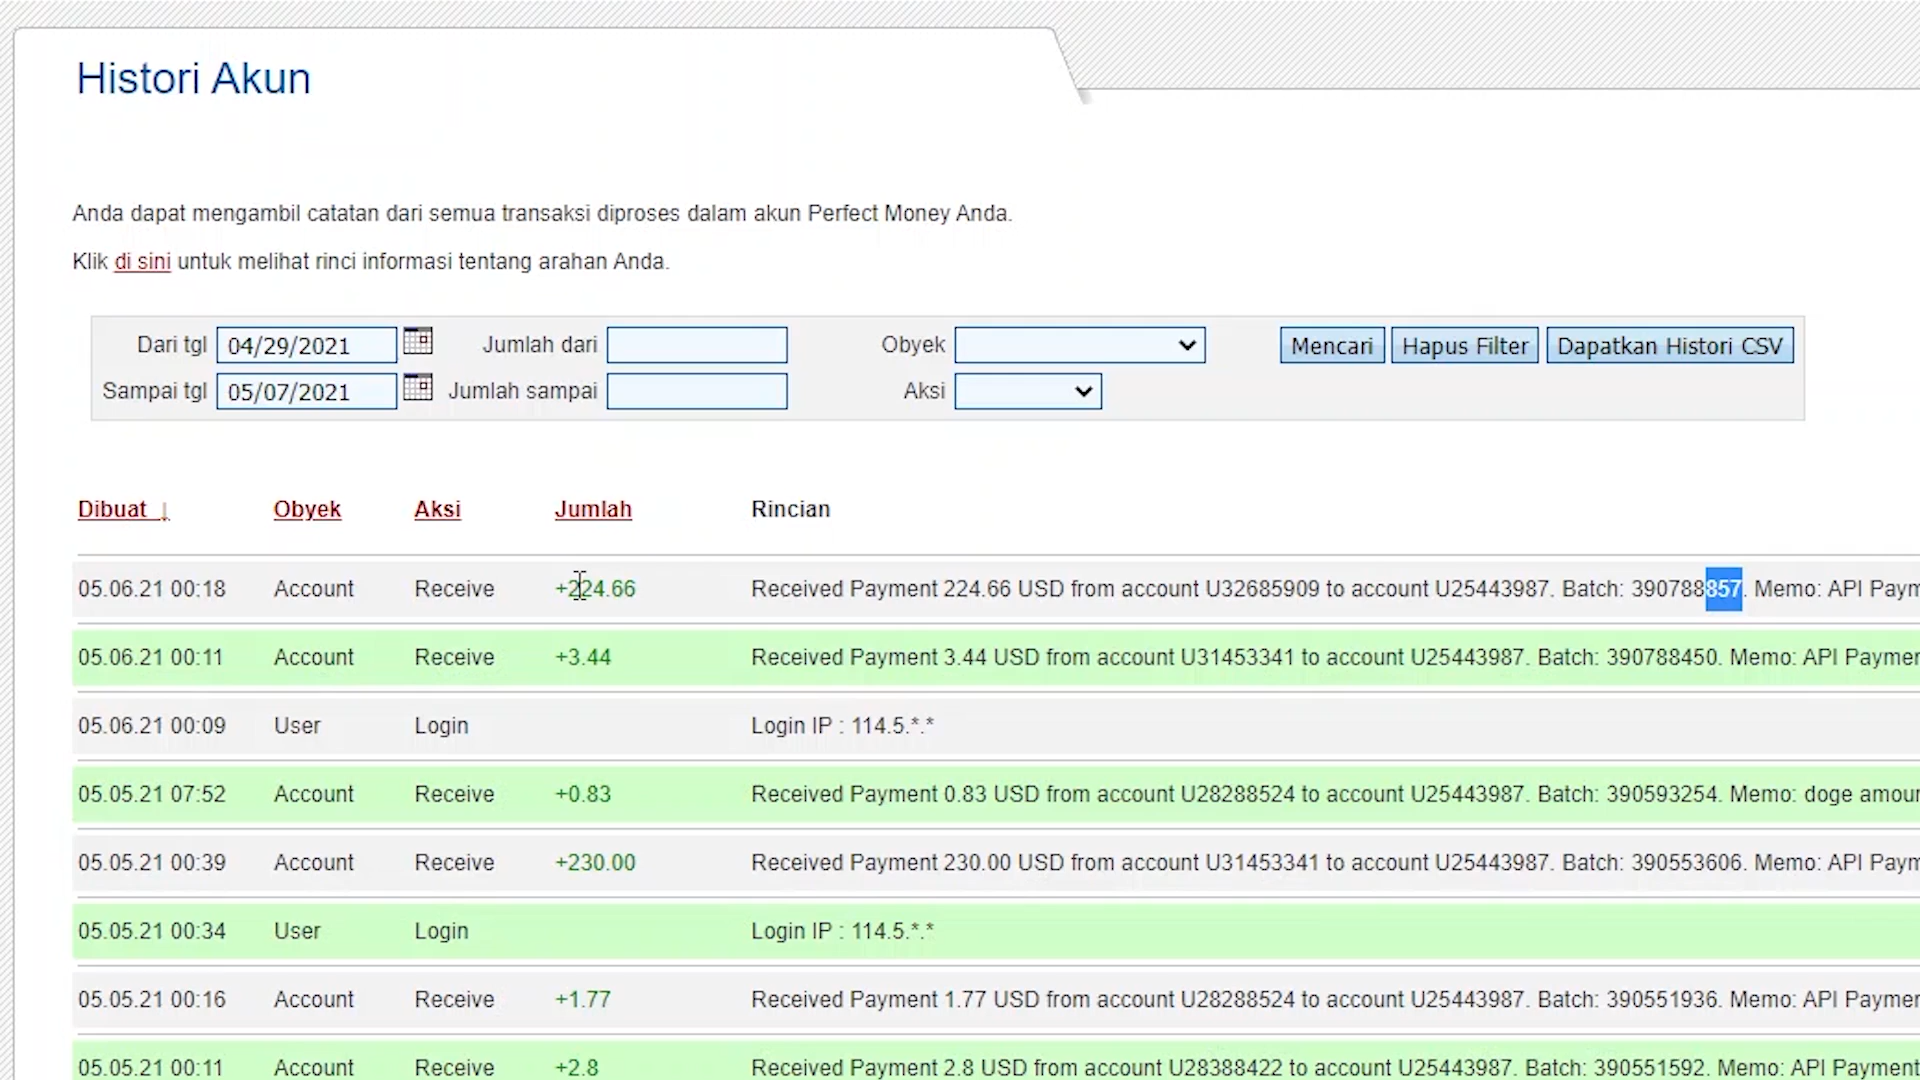 Histori Akun
Anda dapat mengambil catatan dari semua transaksi diproses dalam akun Perfect Money Anda.
Klik di sini untuk melihat rinci informasi tentang arahan Anda.
Dari tgl 04/29/2021 Jumlah dari Obyek Mencari Hapus Filter Dapatkan Histori CSV
Sampai tgl 05/07/2021 Jumlah sampai Aksi
Dibuat ↓ Obyek Aksi Jumlah Rincian
05.06.21 00:18 Account Receive +224.66 Received Payment 224.66 USD from account U32685909 to account U25443987. Batch: 390788857. Memo: API Paym
05.06.21 00:11 Account Receive +3.44 Received Payment 3.44 USD from account U31453341 to account U25443987. Batch: 390788450. Memo: API Paymer
05.06.21 00:09 User Login Login IP : 114.5.*.*
05.05.21 07:52 Account Receive +0.83 Received Payment 0.83 USD from account U28288524 to account U25443987. Batch: 390593254. Memo: doge amour
05.05.21 00:39 Account Receive +230.00 Received Payment 230.00 USD from account U31453341 to account U25443987. Batch: 390553606. Memo: API Paym
05.05.21 00:34 User Login Login IP : 114.5.*.*
05.05.21 00:16 Account Receive +1.77 Received Payment 1.77 USD from account U28288524 to account U25443987. Batch: 390551936. Memo: API Paymer
05.05.21 00:11 Account Receive +2.8 Received Payment 2.8 USD from account U28388422 to account U25443987. Batch: 390551592. Memo: API Payment